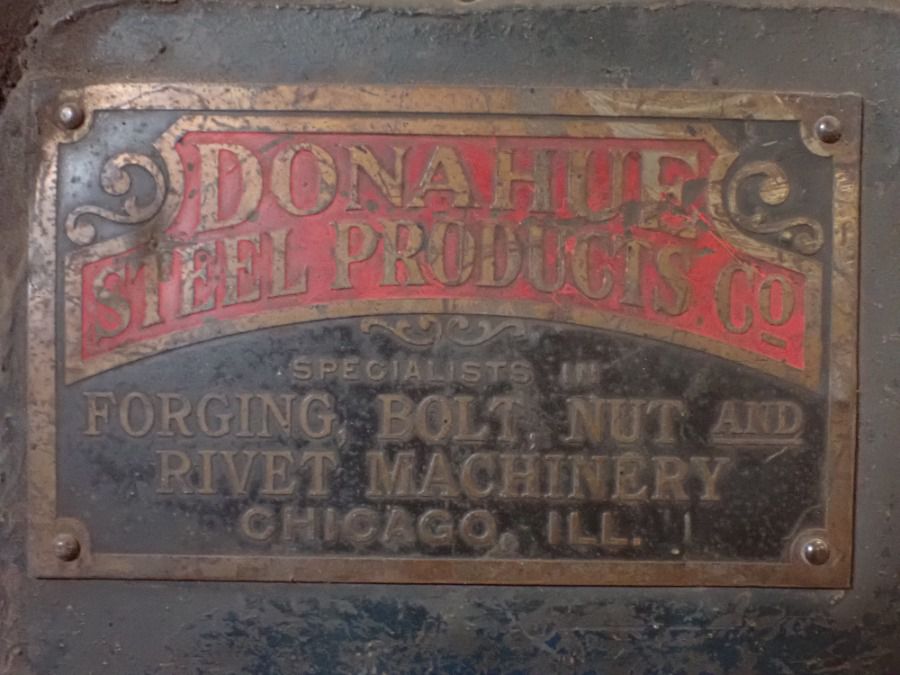 DONAHUE
STEEL PRODUCTS CO
SPECIALISTS IN
FORGING, BOLT, NUT AND
RIVET MACHINERY
CHICAGO, ILL.